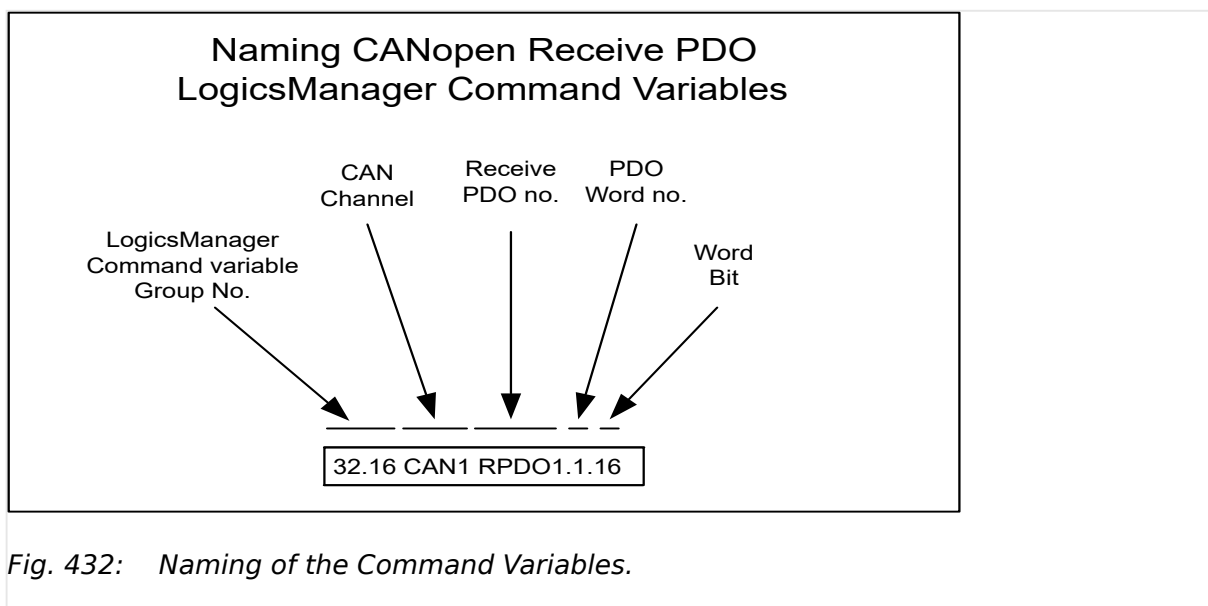 Naming CANopen Receive PDO
LogicsManager Command Variables
CAN
Channel
Receive
PDO no.
PDO
Word no.
LogicsManager
Command variable
Group No.
Word
Bit
32.16 CAN1 RPDO1.1.16
Fig. 432: Naming of the Command Variables.